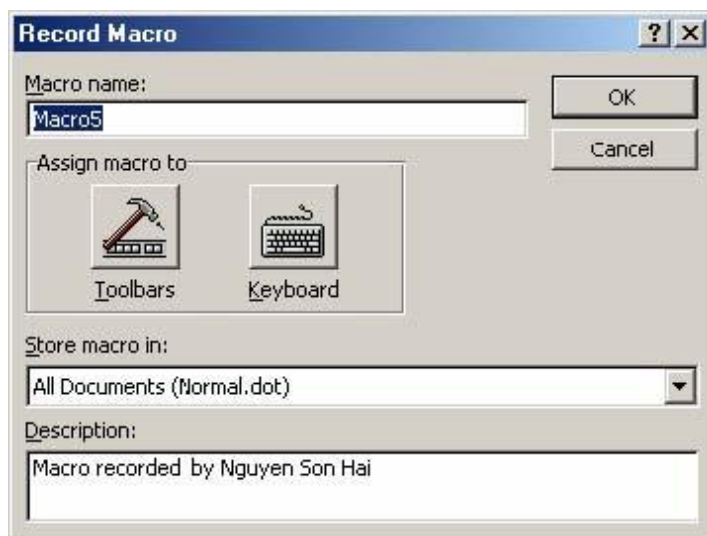 Record Macro
Macro name:
Macro5
OK
Cancel
Assign macro to
Toolbars
Keyboard
Store macro in:
All Documents (Normal.dot)
Description:
Macro recorded by Nguyen Son Hai